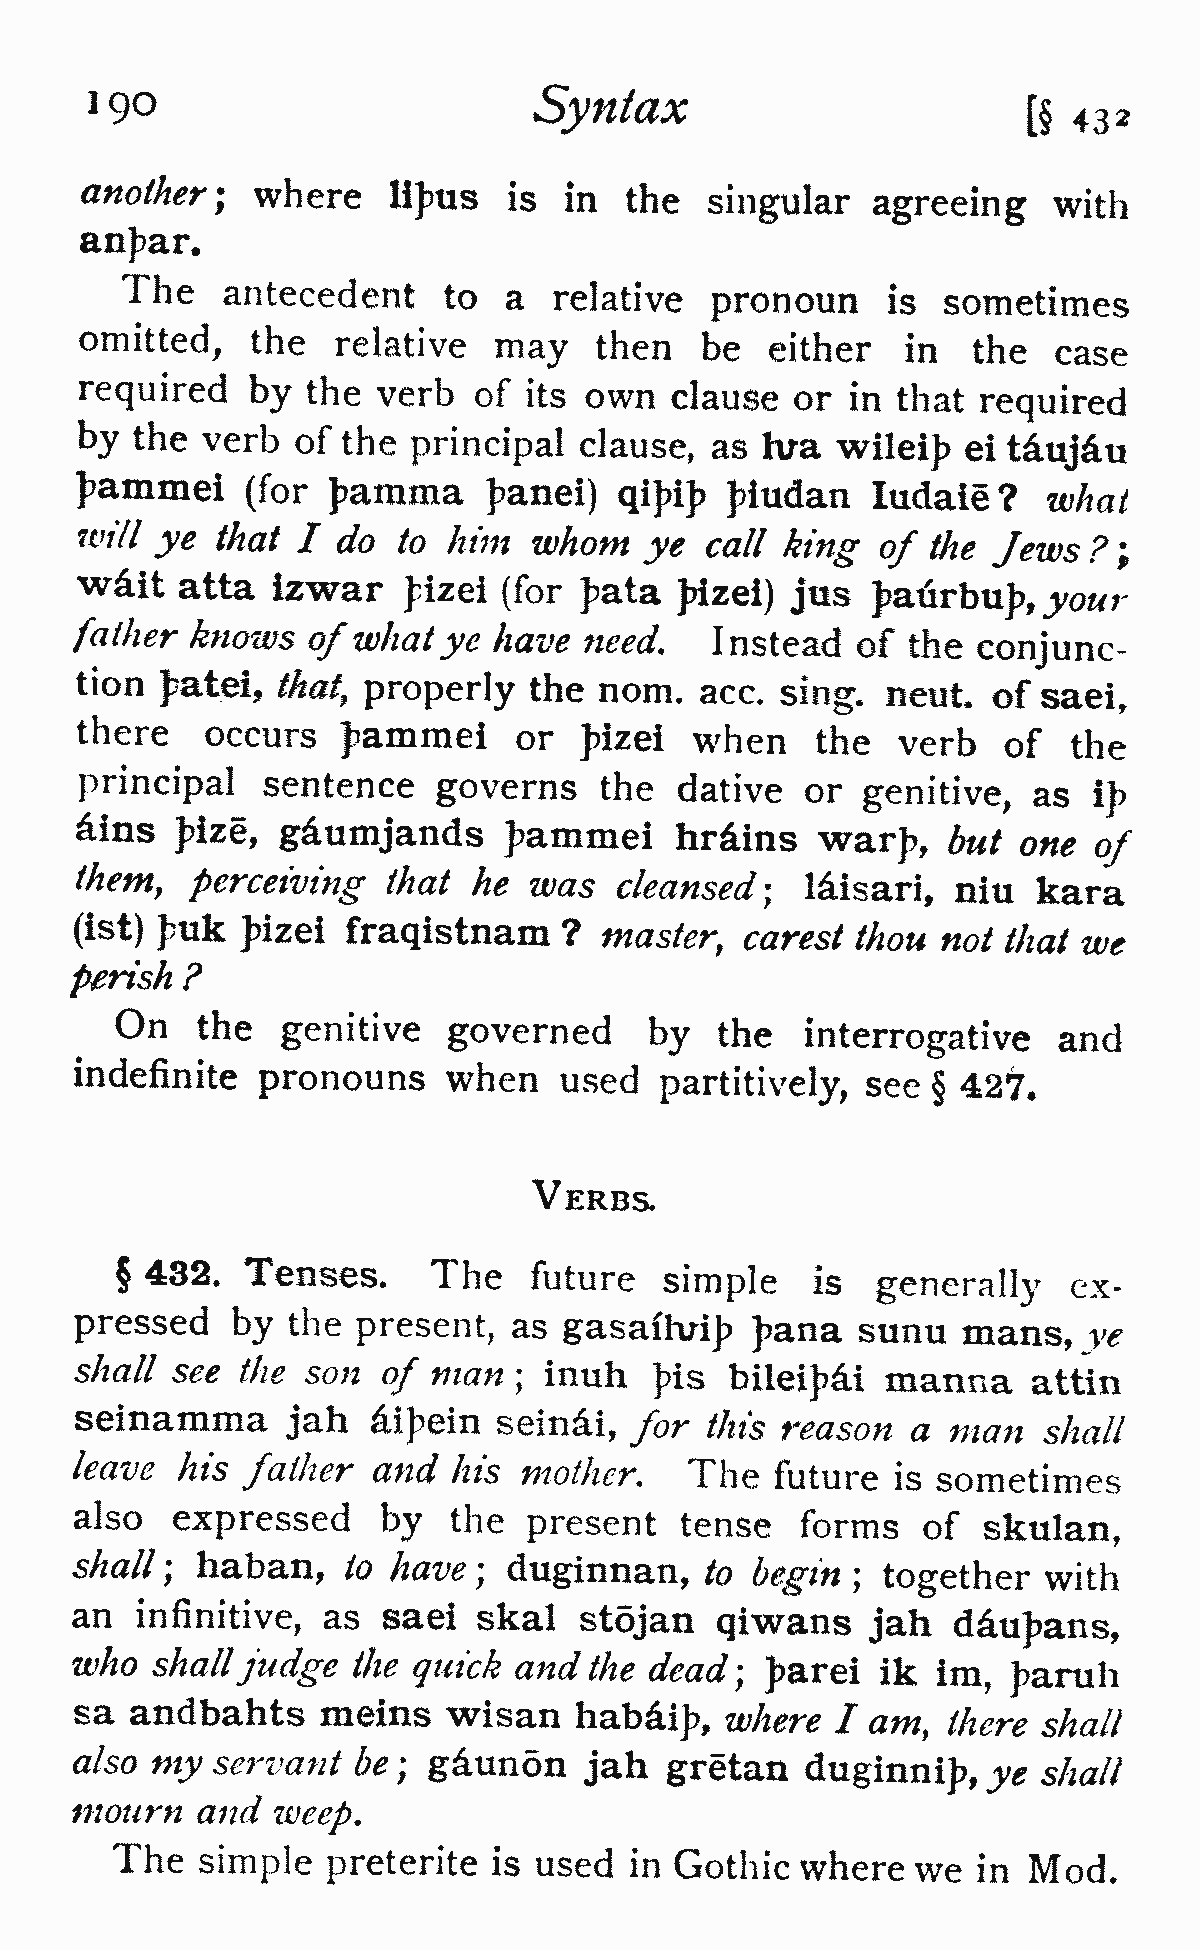 190 Syntax [§ 432
another; where liþus is in the singular agreeing with
anþar.
The antecedent to a relative pronoun is sometimes
omitted, the relative may then be either in the case
required by the verb of its own clause or in that required
by the verb of the principal clause, as ƕa wileiþ ei táujáu
þammei (for þamma þanei) qiþiþ þiudan Iudaiē? what
will ye that I do to him whom ye call king of the Jews?;
wáit atta izwar þizei (for þata þizei) jus þaúrbuþ, your
father knows of what ye have need. Instead of the conjunc-
tion þatei, that, properly the nom. acc. sing. neut. of saei,
there occurs þammei or þizei when the verb of the
principal sentence governs the dative or genitive, as iþ
áins þizē, gáumjands þammei hráins warþ, but one of
them, perceiving that he was cleansed; láisari, niu kara
(ist) þuk þizei fraqistnam? master, carest thou not that we
perish?
On the genitive governed by the interrogative and
indefinite pronouns when used partitively, see § 427.
VERBS.
§ 432. Tenses. The future simple is generally ex-
pressed by the present, as gasaíƕiþ þana sunu mans, ye
shall see the son of man; inuh þis bileiþái manna attin
seinamma jah áiþein seinái, for this reason a man shall
leave his father and his mother. The future is sometimes
also expressed by the present tense forms of skulan,
shall; haban, to have; duginnan, to begin; together with
an infinitive, as saei skal stōjan qiwans jah dáuþans,
who shall judge the quick and the dead; þarei ik im, þaruh
sa andbahts meins wisan habáiþ, where I am, there shall
also my servant be; gáunōn jah grētan duginniþ, ye shall
mourn and weep.
The simple preterite is used in Gothic where we in Mod.